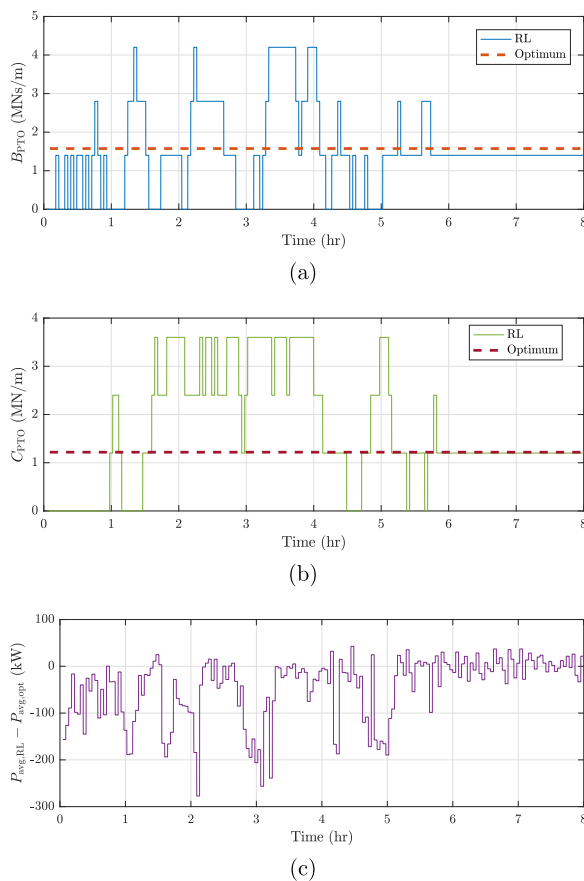 5
4
3
2
1
0
B_PTO (MNs/m)
RL
Optimum
0 1 2 3 4 5 6 7 8
Time (hr)
(a)
4
3
2
1
0
C_PTO (MN/m)
RL
Optimum
0 1 2 3 4 5 6 7 8
Time (hr)
(b)
100
0
-100
-200
-300
P_avg,RL − P_avg,opt (kW)
0 1 2 3 4 5 6 7 8
Time (hr)
(c)